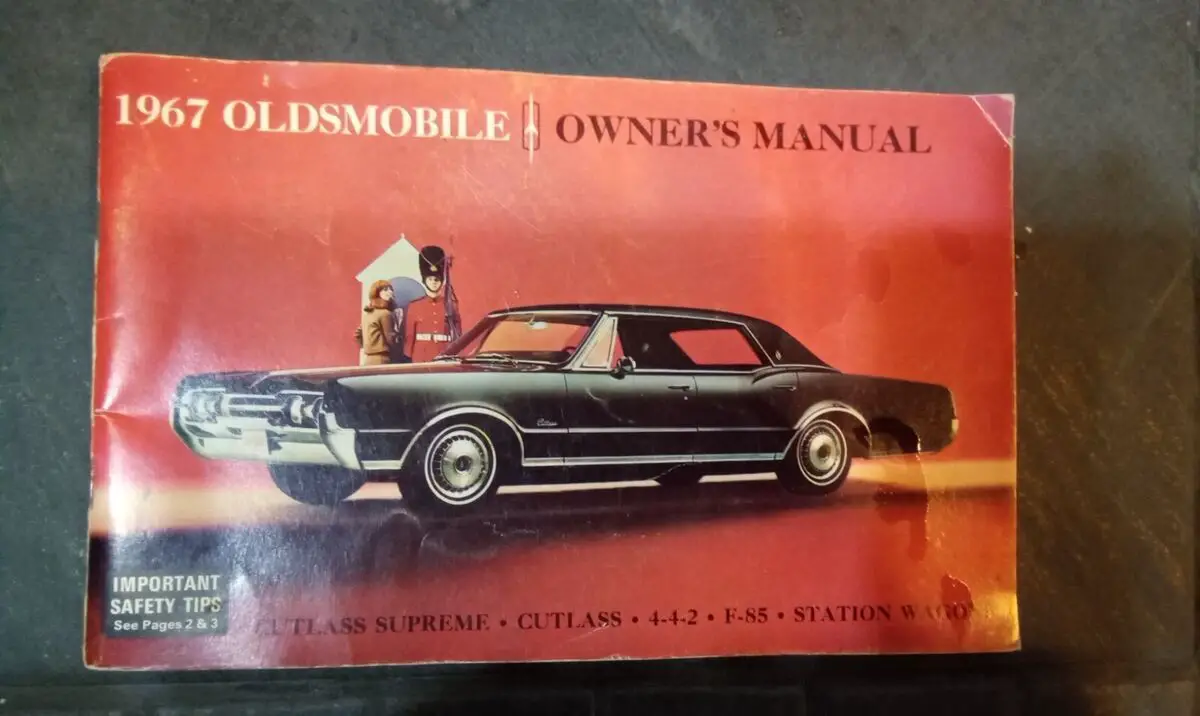 1967 OLDSMOBILE OWNER'S MANUAL
IMPORTANT
SAFETY TIPS
See Pages 2 & 3
CUTLASS SUPREME • CUTLASS • 4-4-2 • F-85 • STATION WAGONS